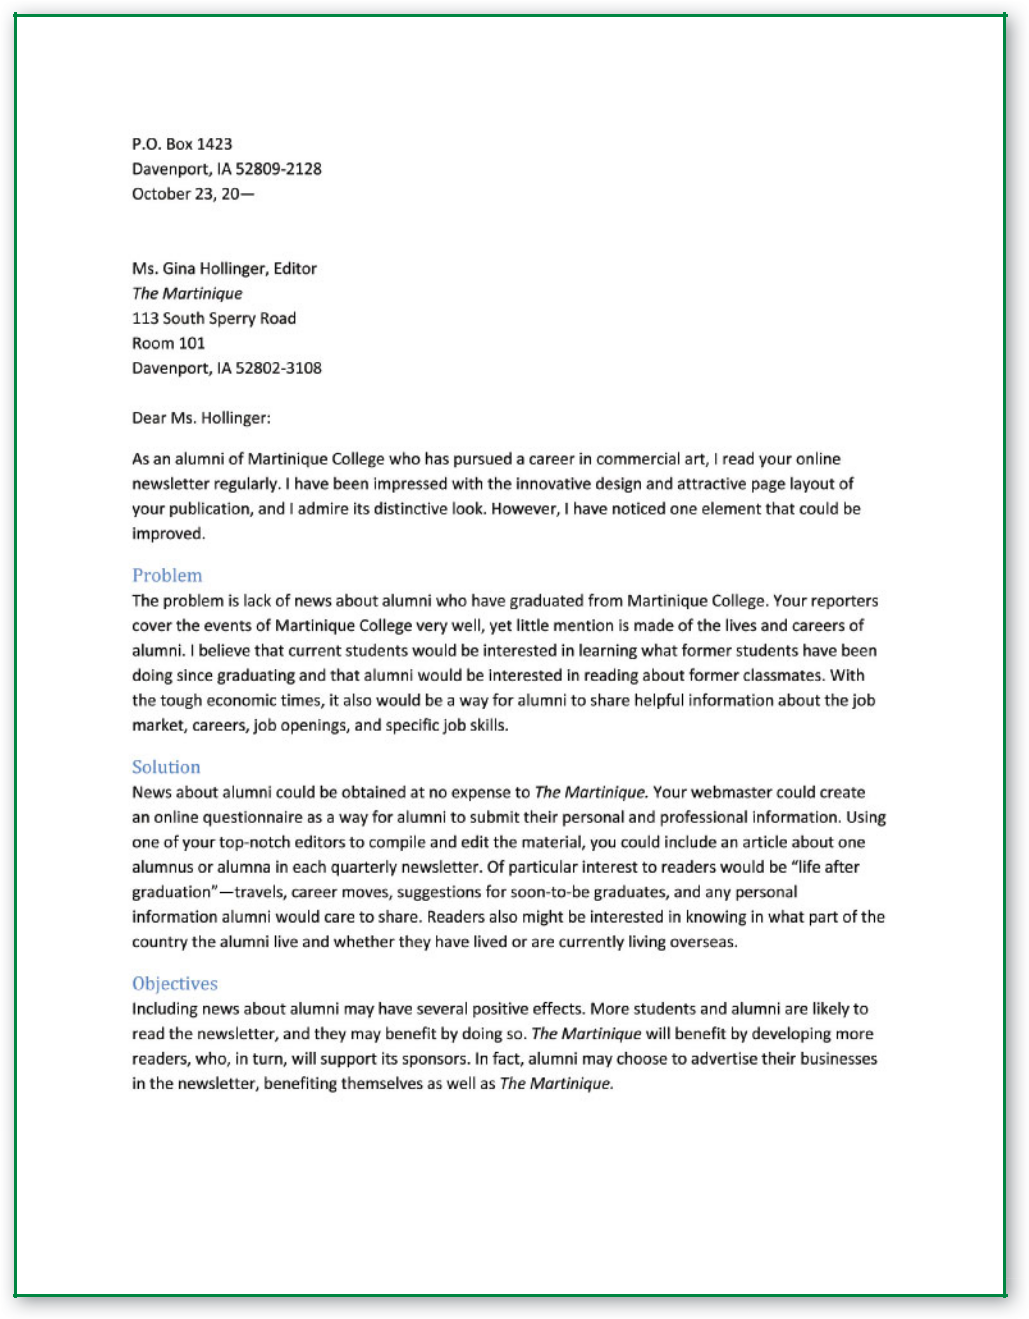 P.O. Box 1423
Davenport, IA 52809-2128
October 23, 20—
Ms. Gina Hollinger, Editor
The Martinique
113 South Sperry Road
Room 101
Davenport, IA 52802-3108
Dear Ms. Hollinger:
As an alumni of Martinique College who has pursued a career in commercial art, I read your online
newsletter regularly. I have been impressed with the innovative design and attractive page layout of
your publication, and I admire its distinctive look. However, I have noticed one element that could be
improved.
Problem
The problem is lack of news about alumni who have graduated from Martinique College. Your reporters
cover the events of Martinique College very well, yet little mention is made of the lives and careers of
alumni. I believe that current students would be interested in learning what former students have been
doing since graduating and that alumni would be interested in reading about former classmates. With
the tough economic times, it also would be a way for alumni to share helpful information about the job
market, careers, job openings, and specific job skills.
Solution
News about alumni could be obtained at no expense to The Martinique. Your webmaster could create
an online questionnaire as a way for alumni to submit their personal and professional information. Using
one of your top-notch editors to compile and edit the material, you could include an article about one
alumnus or alumna in each quarterly newsletter. Of particular interest to readers would be “life after
graduation”—travels, career moves, suggestions for soon-to-be graduates, and any personal
information alumni would care to share. Readers also might be interested in knowing in what part of the
country the alumni live and whether they have lived or are currently living overseas.
Objectives
Including news about alumni may have several positive effects. More students and alumni are likely to
read the newsletter, and they may benefit by doing so. The Martinique will benefit by developing more
readers, who, in turn, will support its sponsors. In fact, alumni may choose to advertise their businesses
in the newsletter, benefiting themselves as well as The Martinique.